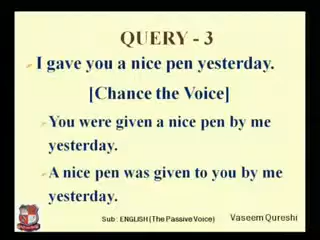 QUERY - 3
I gave you a nice pen yesterday.
[Chance the Voice]
You were given a nice pen by me
yesterday.
A nice pen was given to you by me
yesterday.
Sub : ENGLISH (The Passive Voice) Vaseem Qureshi